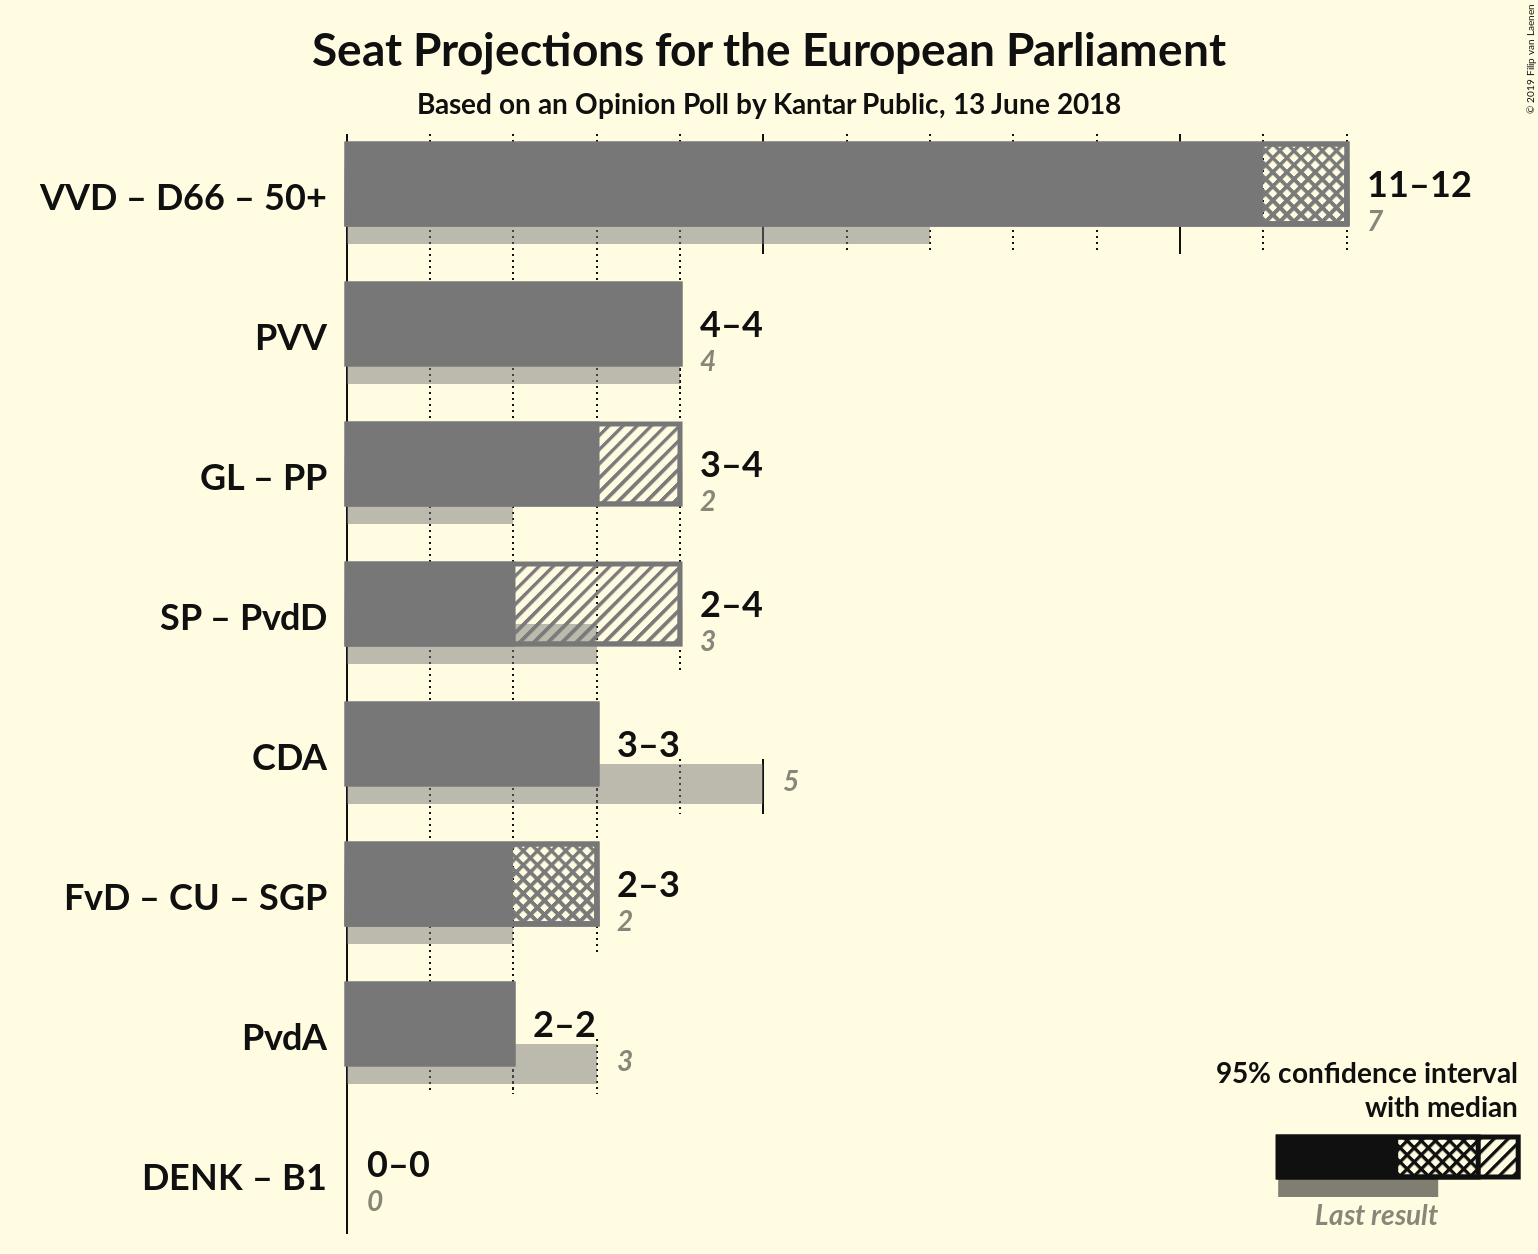 Seat Projections for the European Parliament
Based on an Opinion Poll by Kantar Public, 13 June 2018
© 2019 Filip van Laenen
VVD – D66 – 50+
11–12
7
PVV
4–4
4
GL – PP
3–4
2
SP – PvdD
2–4
3
CDA
3–3
5
FvD – CU – SGP
2–3
2
PvdA
2–2
3
DENK – B1
0–0
0
95% confidence interval
with median
Last result